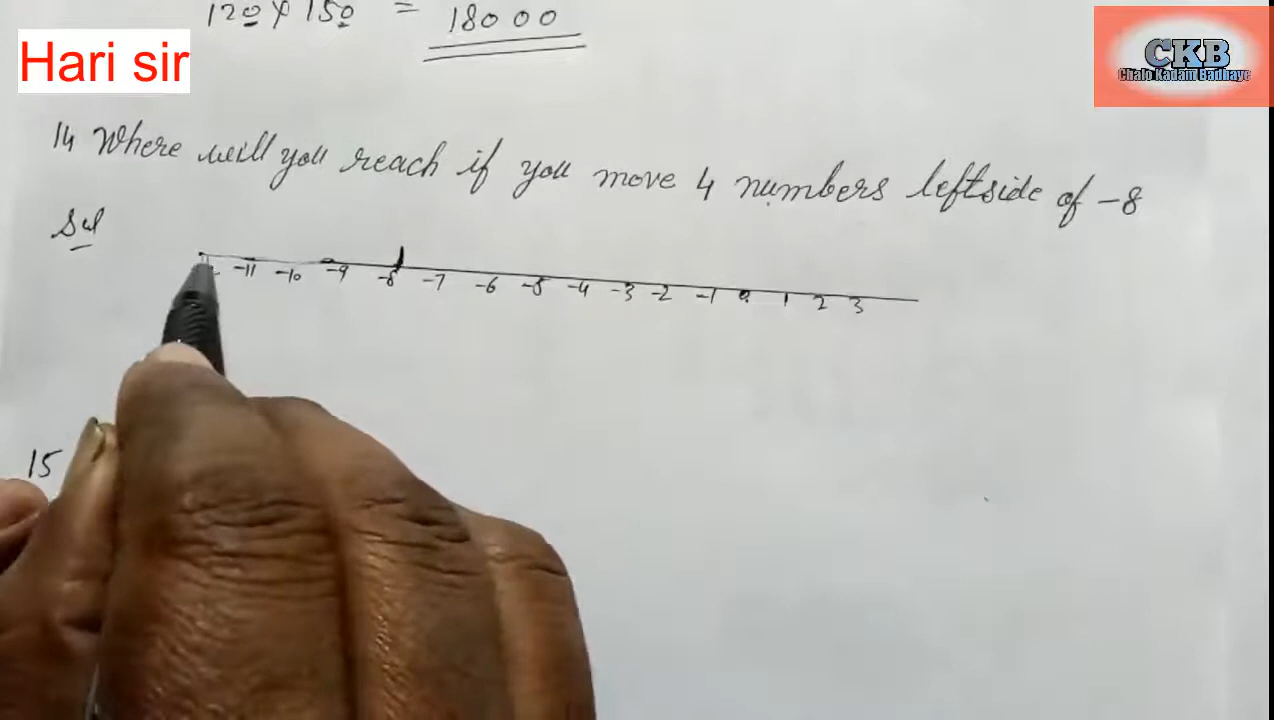 120 × 150 = 18000
Hari sir
CKB
Chalo Kadam Badhaye
14 Where will you reach if you move 4 numbers leftside of -8
Sol
-11 -10 -9 -8 -7 -6 -5 -4 -3 -2 -1 0 1 2 3
15